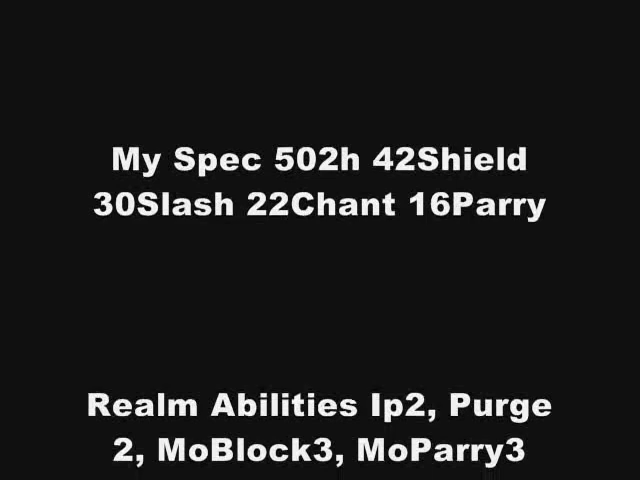 My Spec 502h 42Shield
30Slash 22Chant 16Parry
Realm Abilities Ip2, Purge
2, MoBlock3, MoParry3